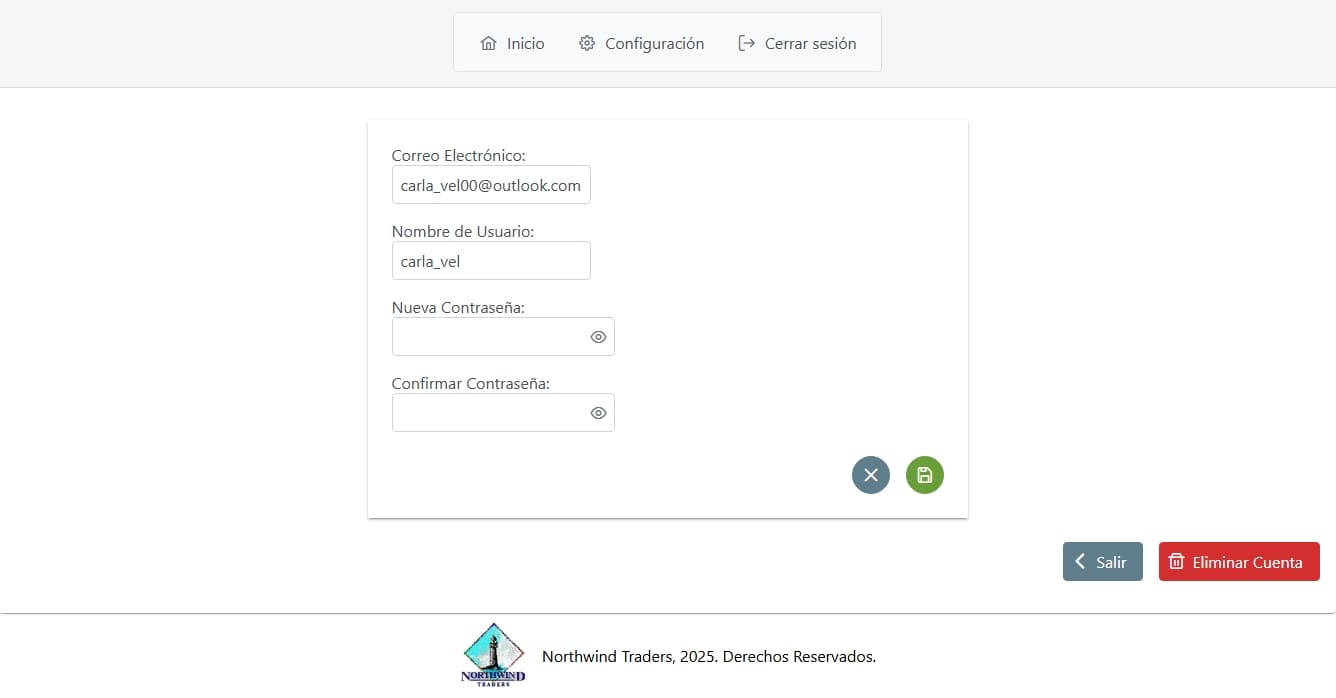 Inicio
Configuración
Cerrar sesión
Correo Electrónico:
carla_vel00@outlook.com
Nombre de Usuario:
carla_vel
Nueva Contraseña:
Confirmar Contraseña:
Salir
Eliminar Cuenta
NORTHWIND
TRADERS
Northwind Traders, 2025. Derechos Reservados.